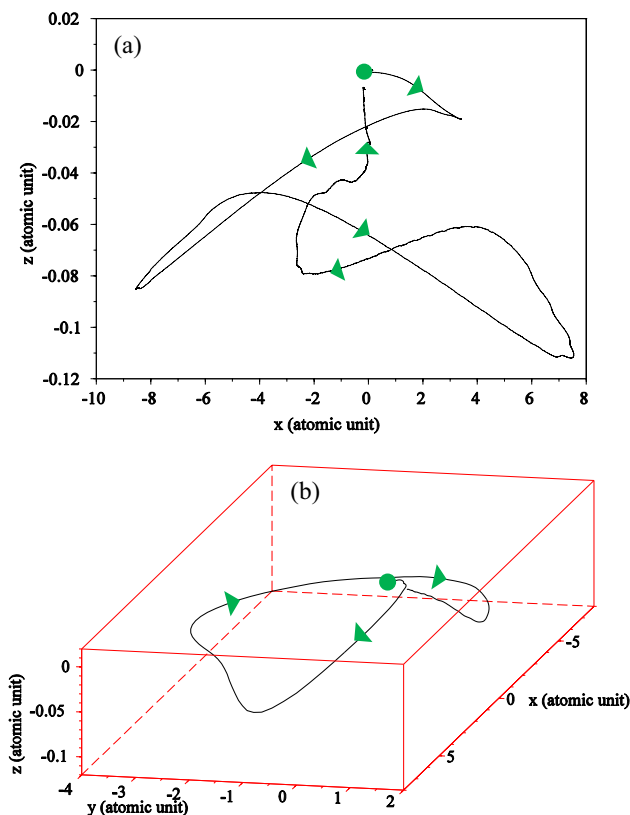 (a)
0.02
0
-0.02
-0.04
-0.06
-0.08
-0.1
-0.12
z (atomic unit)
-10 -8 -6 -4 -2 0 2 4 6 8
x (atomic unit)
(b)
0
-0.05
-0.1
z (atomic unit)
-4 -3 -2 -1 0 1 2
y (atomic unit)
-5
0
5
x (atomic unit)